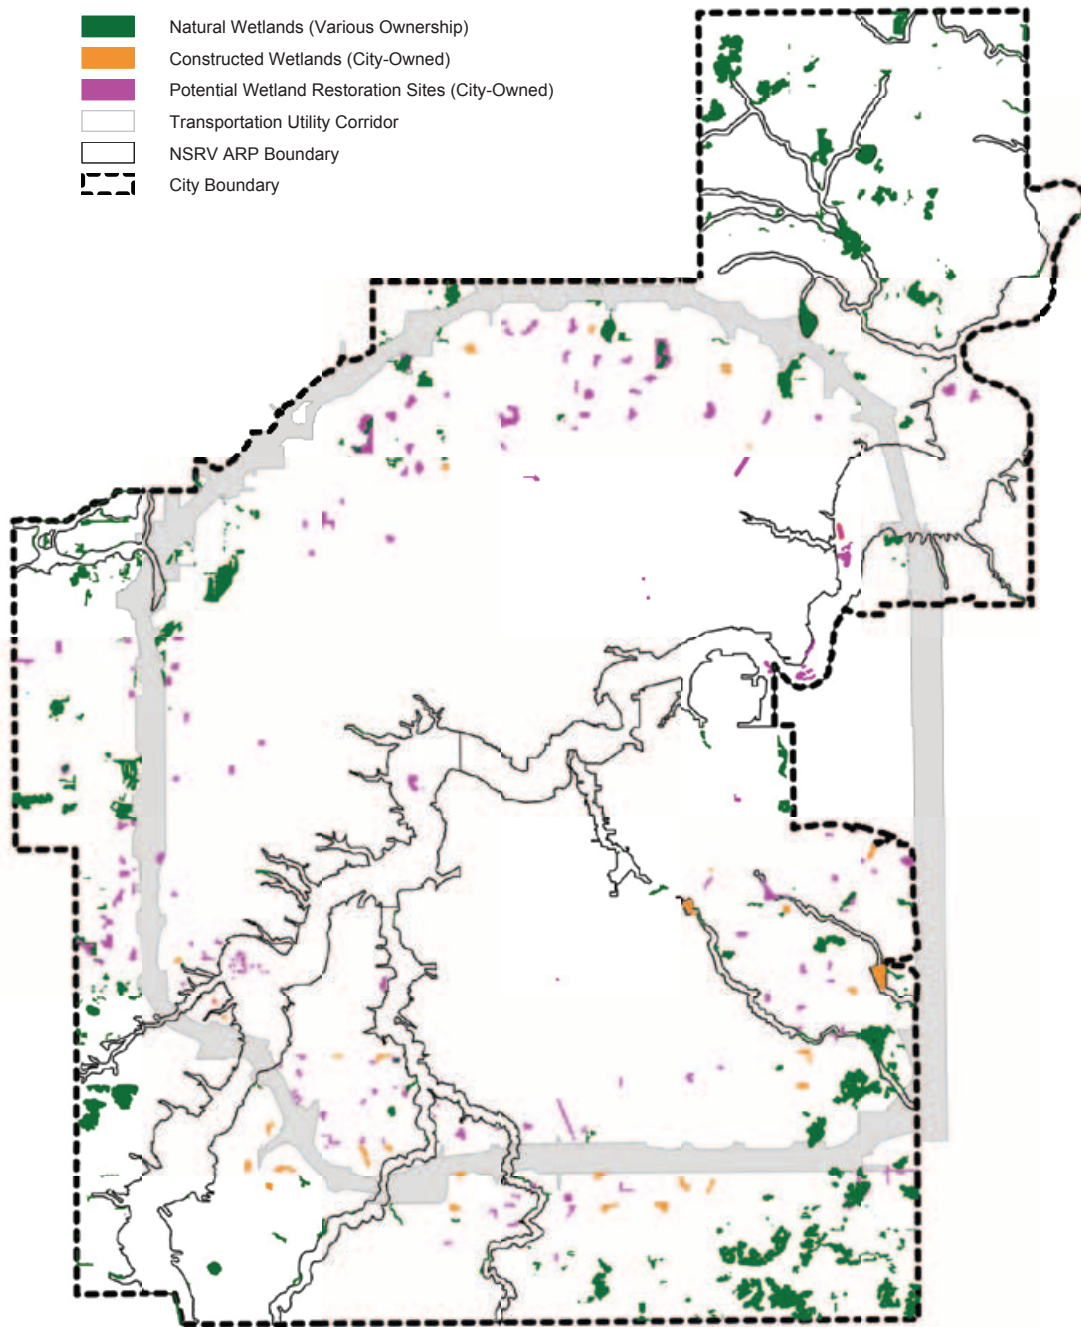 Natural Wetlands (Various Ownership)
Constructed Wetlands (City-Owned)
Potential Wetland Restoration Sites (City-Owned)
Transportation Utility Corridor
NSRV ARP Boundary
City Boundary